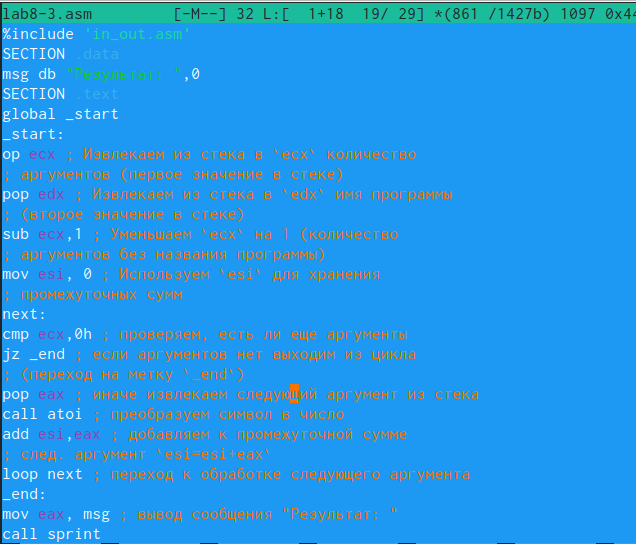 lab8-3.asm [-M--] 32 L:[ 1+18 19/ 29] *(861 /1427b) 1097 0x44
%include 'in_out.asm'
SECTION .data
msg db "Результат: ",0
SECTION .text
global _start
_start:
op ecx ; Извлекаем из стека в `ecx` количество
; аргументов (первое значение в стеке)
pop edx ; Извлекаем из стека в `edx` имя программы
; (второе значение в стеке)
sub ecx,1 ; Уменьшаем `ecx` на 1 (количество
; аргументов без названия программы)
mov esi, 0 ; Используем `esi` для хранения
; промежуточных сумм
next:
cmp ecx,0h ; проверяем, есть ли еще аргументы
jz _end ; если аргументов нет выходим из цикла
; (переход на метку `_end`)
pop eax ; иначе извлекаем следующий аргумент из стека
call atoi ; преобразуем символ в число
add esi,eax ; добавляем к промежуточной сумме
; след. аргумент `esi=esi+eax`
loop next ; переход к обработке следующего аргумента
_end:
mov eax, msg ; вывод сообщения "Результат: "
call sprint